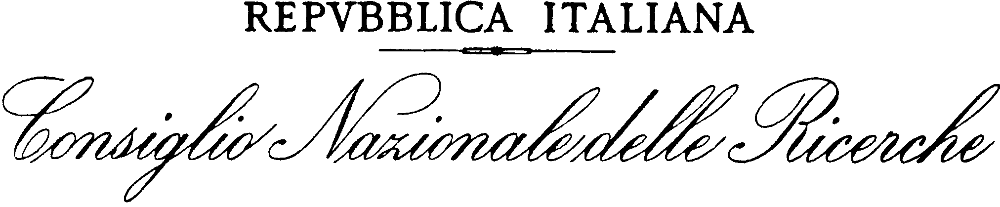 REPVBBLICA ITALIANA
Consiglio Nazionale delle Ricerche